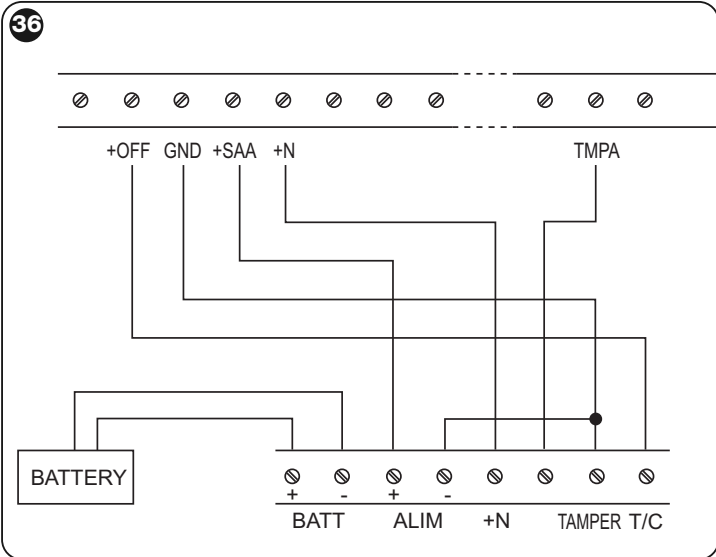 36
+OFF GND +SAA +N TMPA
BATTERY
+ - + -
BATT ALIM +N TAMPER T/C